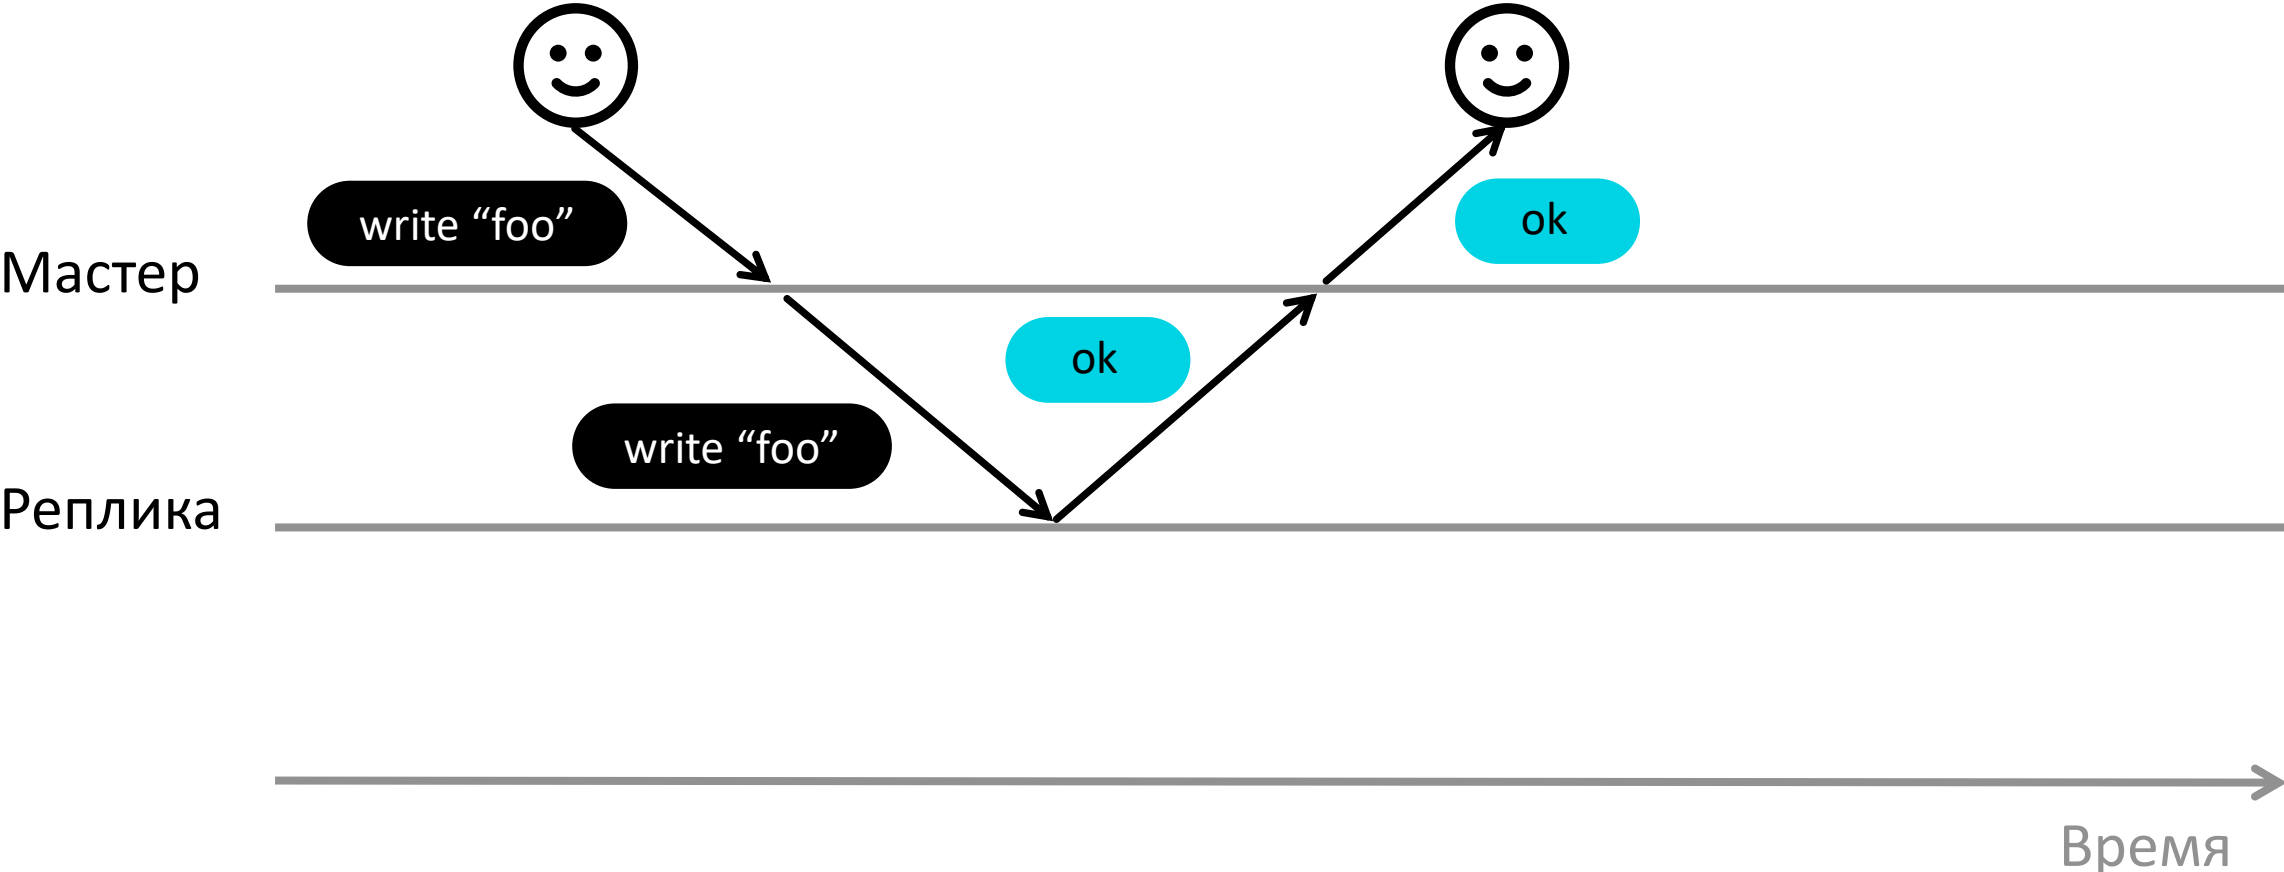 write “foo”
ok
Мастер
ok
write “foo”
Реплика
Время